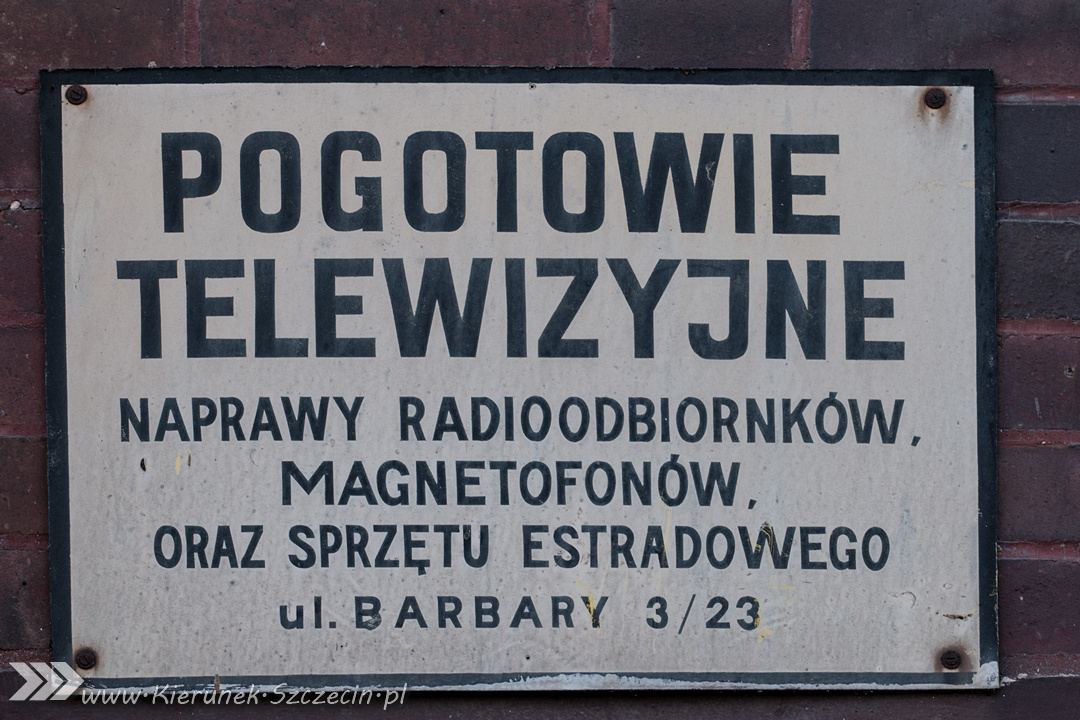 POGOTOWIE
TELEWIZYJNE
NAPRAWY RADIOODBIORNKÓW,
MAGNETOFONÓW,
ORAZ SPRZĘTU ESTRADOWEGO
ul. BARBARY 3/23
www.Kierunek.Szczecin.pl